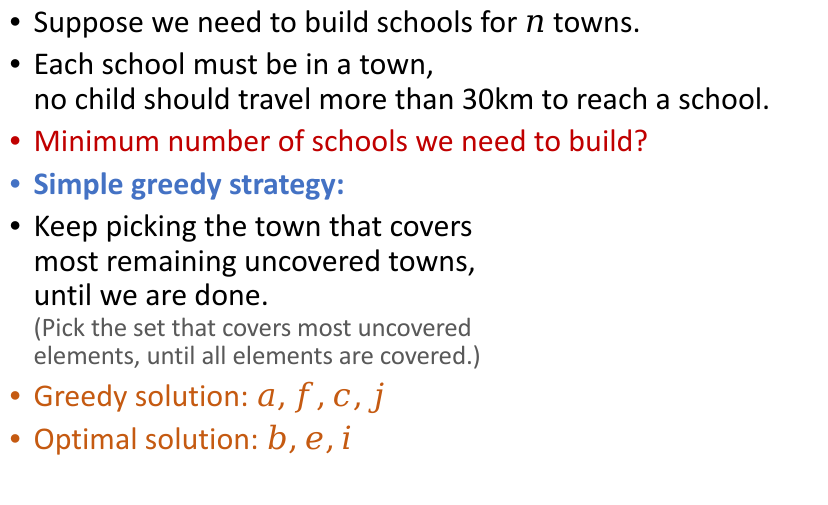 • Suppose we need to build schools for n towns.
• Each school must be in a town,
no child should travel more than 30km to reach a school.
• Minimum number of schools we need to build?
• Simple greedy strategy:
• Keep picking the town that covers
most remaining uncovered towns,
until we are done.
(Pick the set that covers most uncovered
elements, until all elements are covered.)
• Greedy solution: a, f, c, j
• Optimal solution: b, e, i